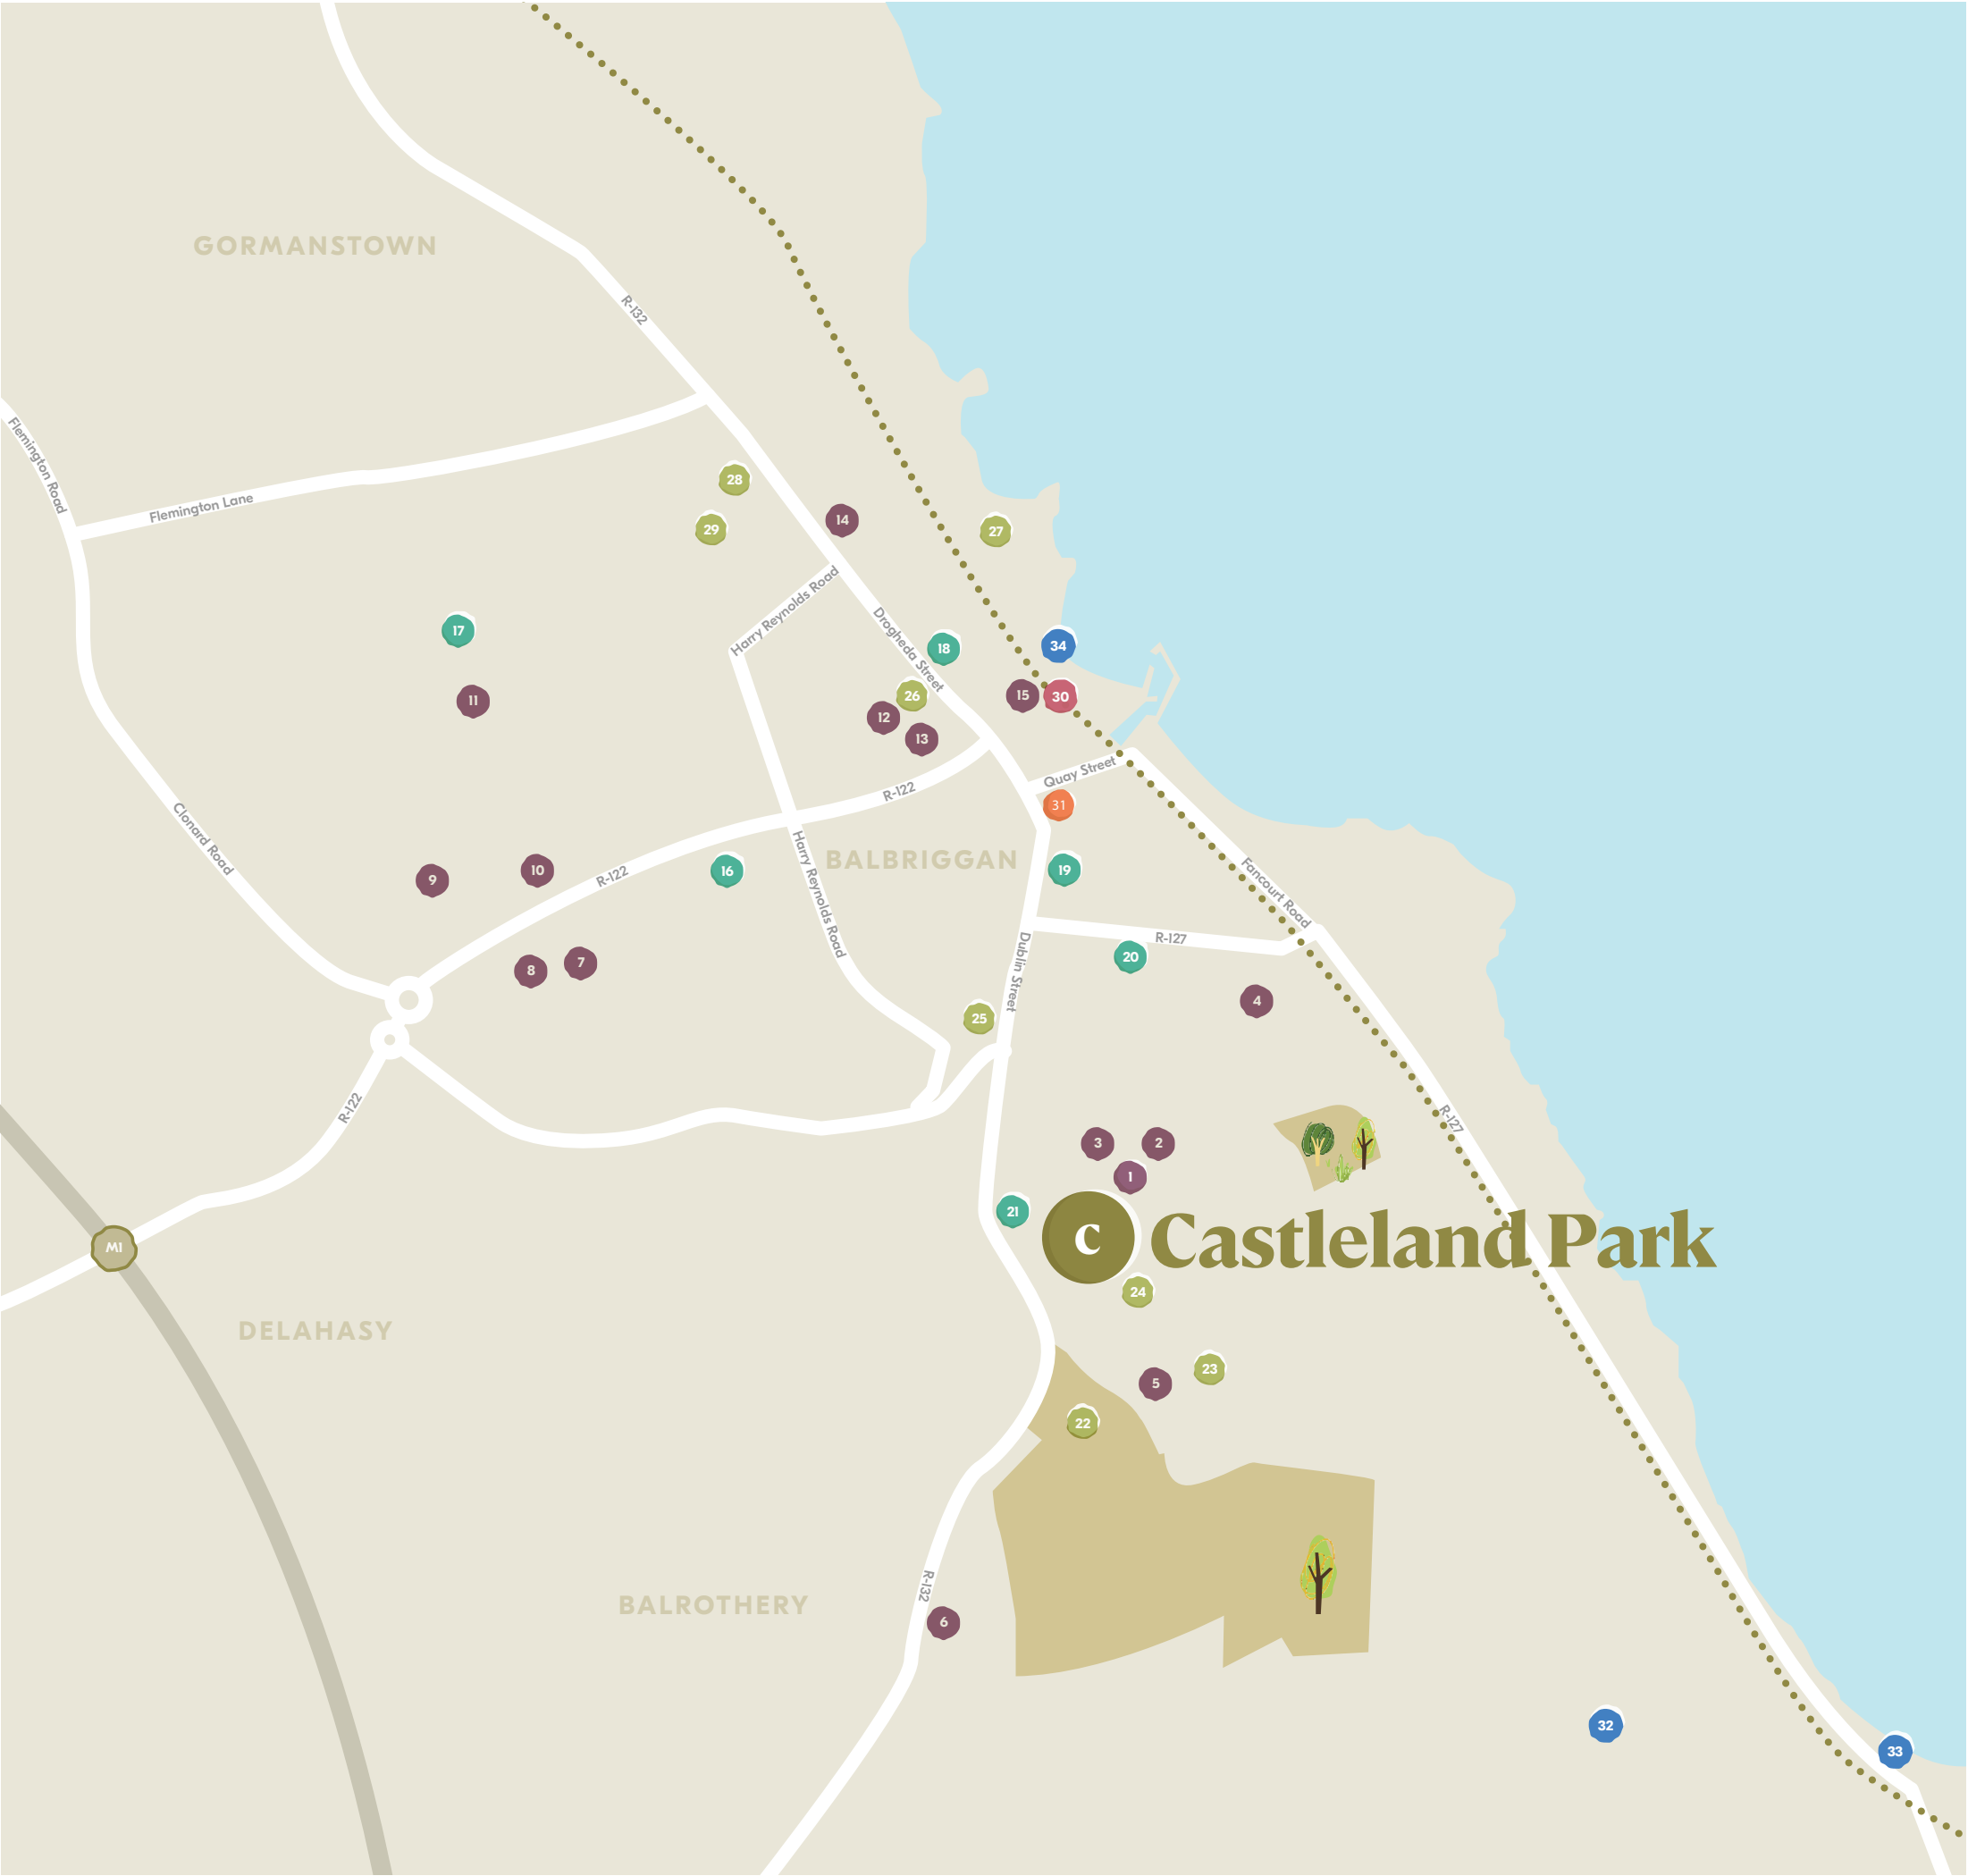 GORMANSTOWN
R-132
Flemington Road
Flemington Lane
28
29
14
27
Harry Reynolds Road
Drogheda Street
17
18
34
11
26
15
30
12
13
Quay Street
R-122
31
Clonard Road
Harry Reynolds Road
BALBRIGGAN
9
10
R-122
16
19
Fancourt Road
8
7
Dublin Street
R-127
20
4
25
R-122
3
2
R-127
1
21
C
Castleland Park
M1
24
DELAHASY
5
23
22
BALROTHERY
R-132
6
32
33